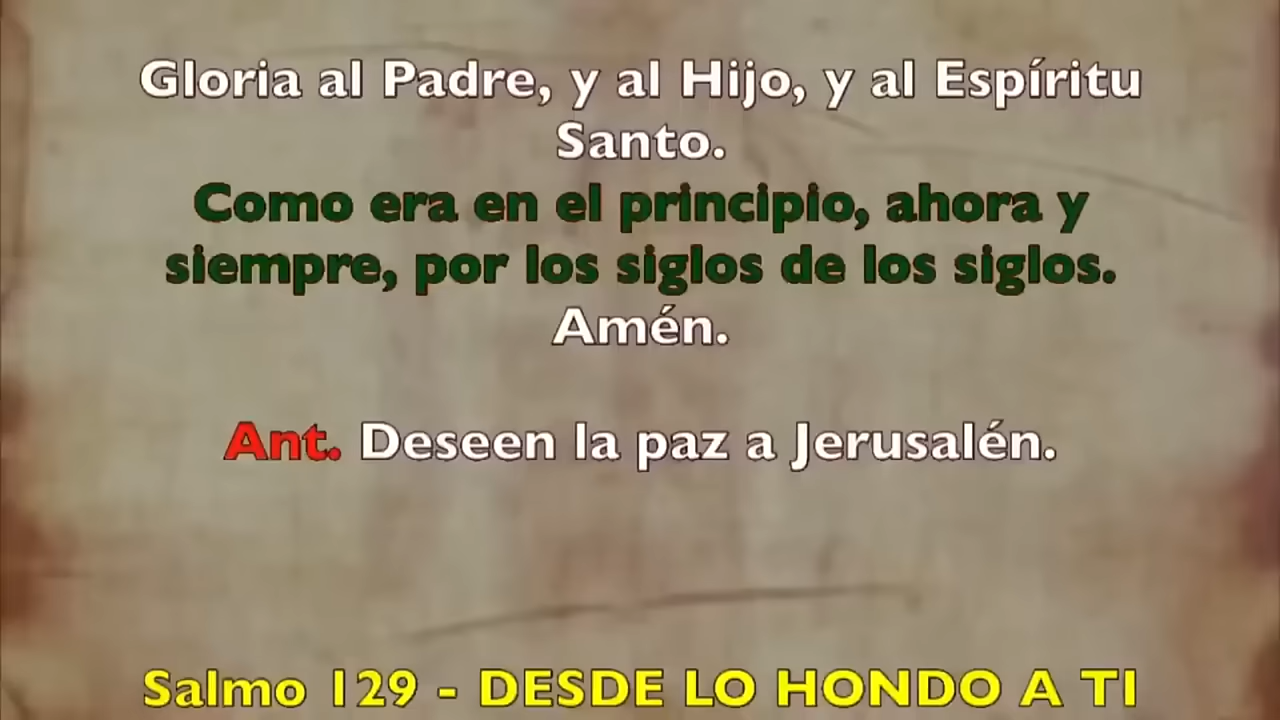 Gloria al Padre, y al Hijo, y al Espíritu
Santo.
Como era en el principio, ahora y
siempre, por los siglos de los siglos.
Amén.
Ant. Deseen la paz a Jerusalén.
Salmo 129 - DESDE LO HONDO A TI